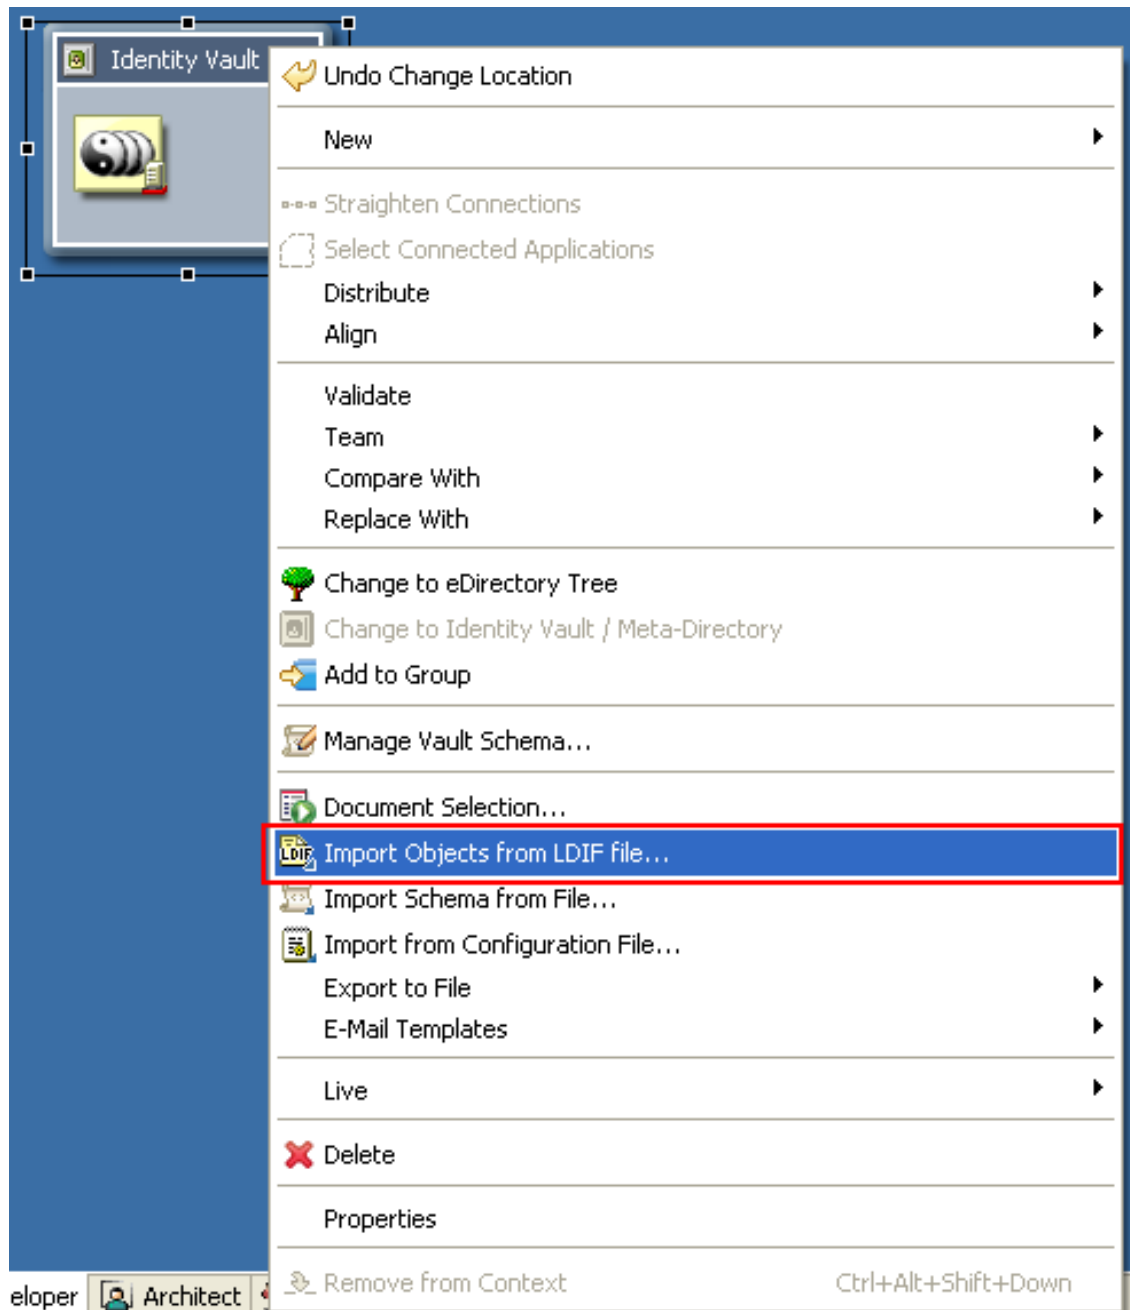 Identity Vault
Undo Change Location
New
Straighten Connections
Select Connected Applications
Distribute
Align
Validate
Team
Compare With
Replace With
Change to eDirectory Tree
Change to Identity Vault / Meta-Directory
Add to Group
Manage Vault Schema...
Document Selection...
LDIF Import Objects from LDIF file...
Import Schema from File...
Import from Configuration File...
Export to File
E-Mail Templates
Live
Delete
Properties
Remove from Context Ctrl+Alt+Shift+Down
eloper Architect